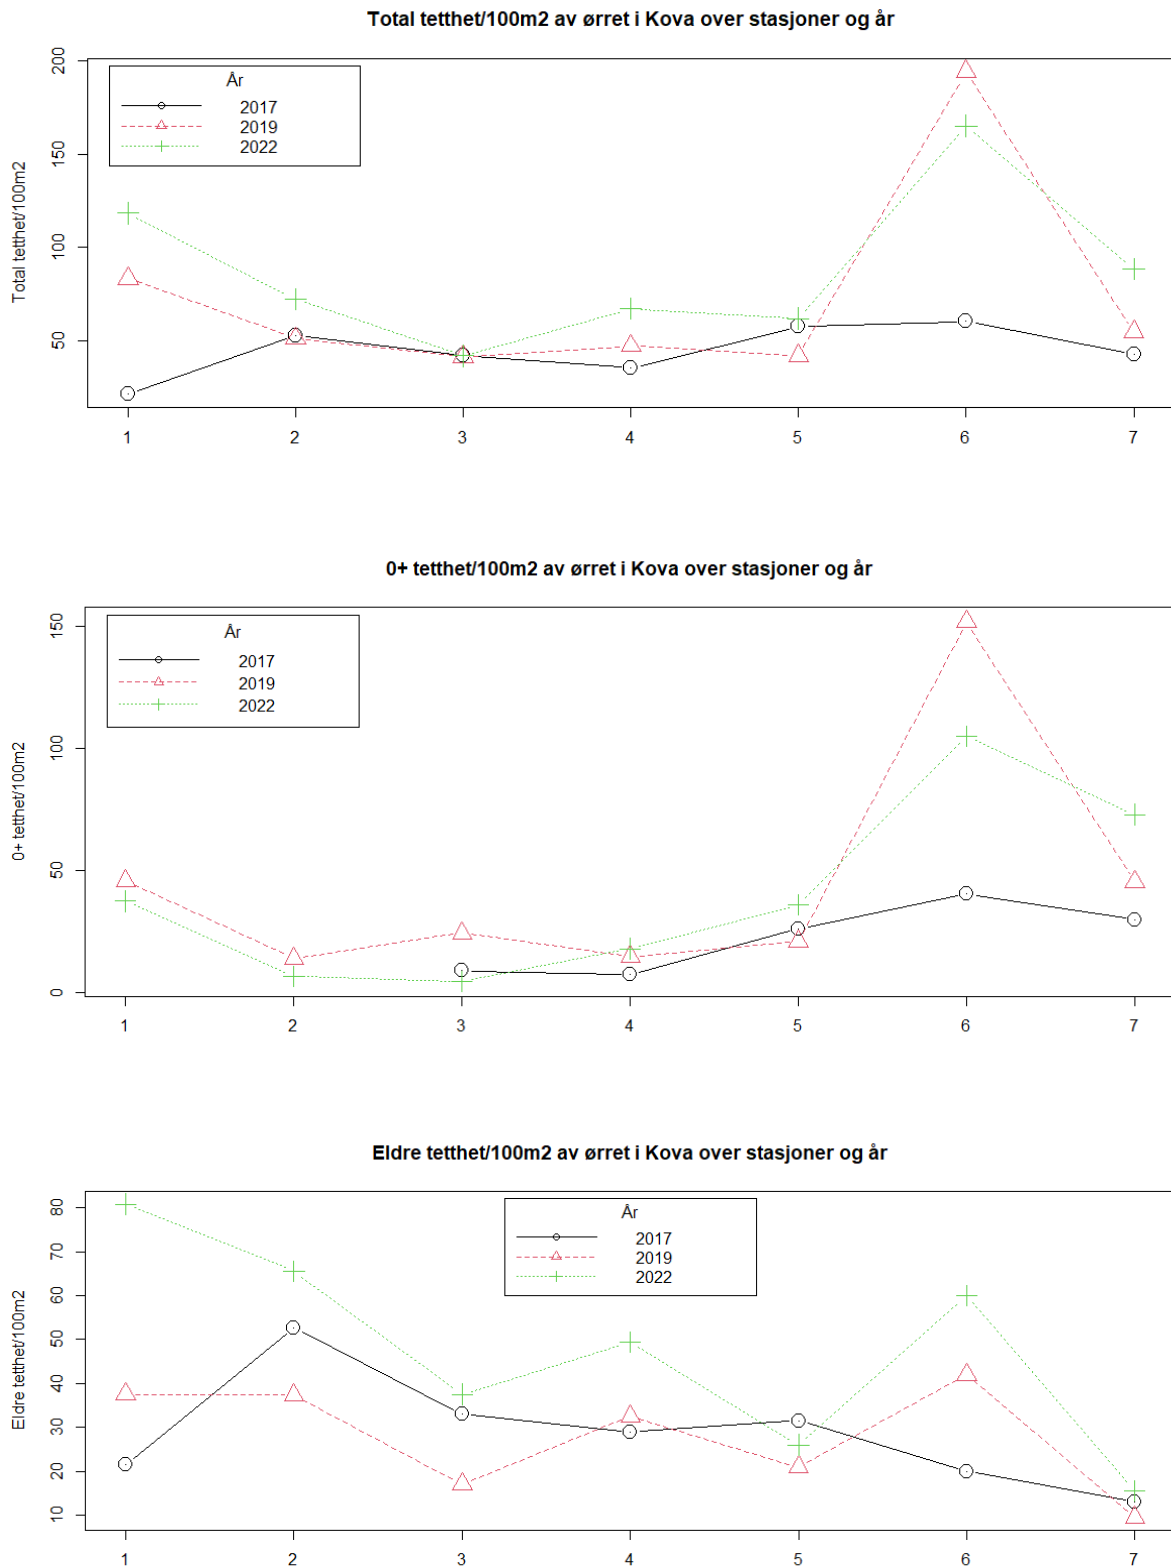 Total tetthet/100m2 av ørret i Kova over stasjoner og år
Total tetthet/100m2
200
150
100
50
År
2017
2019
2022
1 2 3 4 5 6 7
0+ tetthet/100m2 av ørret i Kova over stasjoner og år
0+ tetthet/100m2
150
100
50
0
År
2017
2019
2022
1 2 3 4 5 6 7
Eldre tetthet/100m2 av ørret i Kova over stasjoner og år
Eldre tetthet/100m2
80
70
60
50
40
30
20
10
År
2017
2019
2022
1 2 3 4 5 6 7